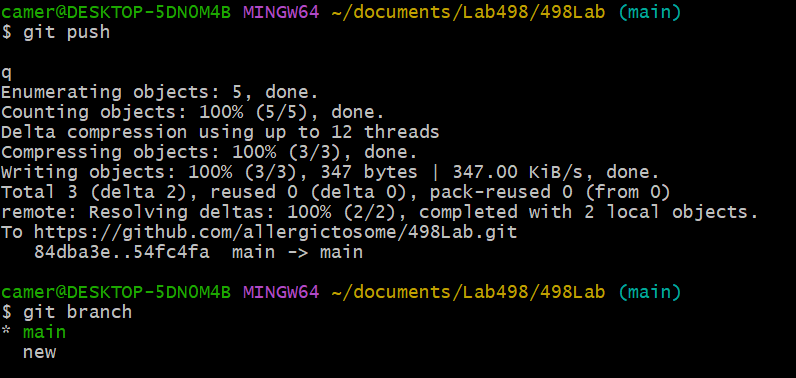 camer@DESKTOP-5DN0M4B MINGW64 ~/documents/Lab498/498Lab (main)
$ git push
q
Enumerating objects: 5, done.
Counting objects: 100% (5/5), done.
Delta compression using up to 12 threads
Compressing objects: 100% (3/3), done.
Writing objects: 100% (3/3), 347 bytes | 347.00 KiB/s, done.
Total 3 (delta 2), reused 0 (delta 0), pack-reused 0 (from 0)
remote: Resolving deltas: 100% (2/2), completed with 2 local objects.
To https://github.com/allergictosome/498Lab.git
   84dba3e..54fc4fa  main -> main
camer@DESKTOP-5DN0M4B MINGW64 ~/documents/Lab498/498Lab (main)
$ git branch
* main
  new